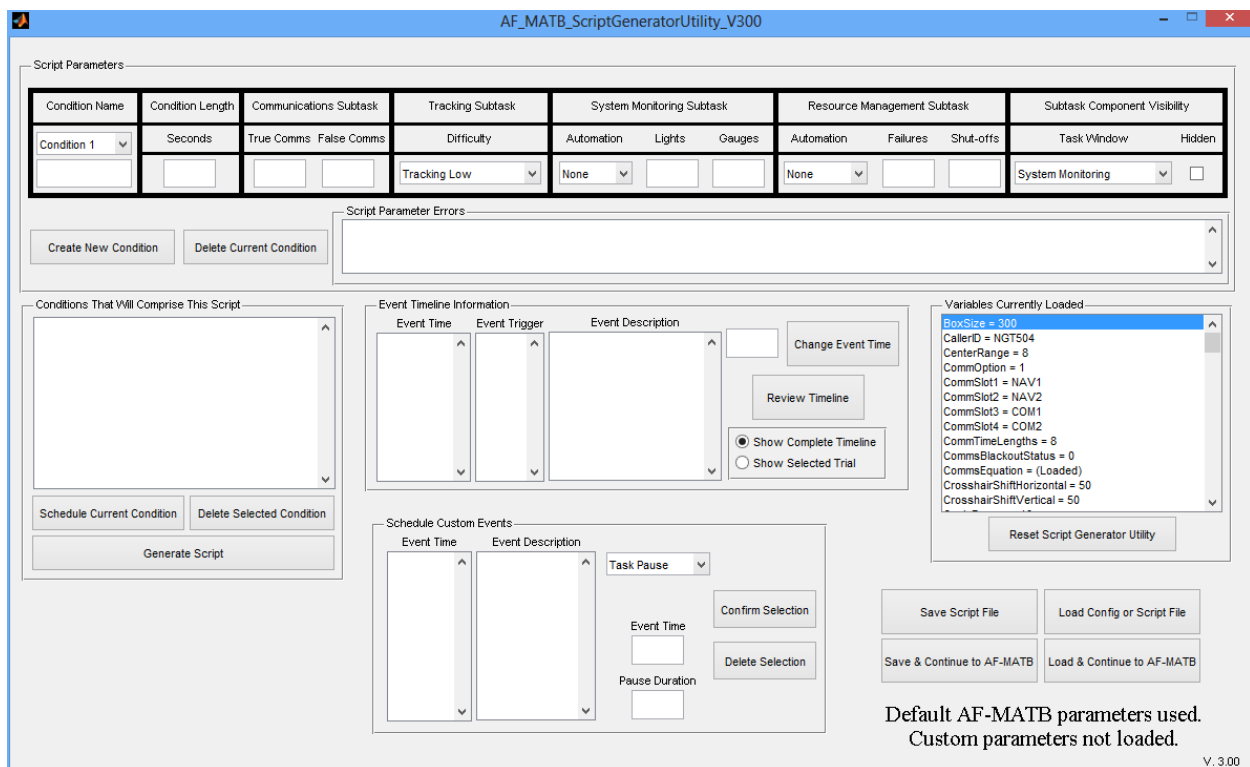 AF_MATB_ScriptGeneratorUtility_V300
Script Parameters
Condition Name Condition Length Communications Subtask Tracking Subtask System Monitoring Subtask Resource Management Subtask Subtask Component Visibility
Condition 1 Seconds True Comms False Comms Difficulty Automation Lights Gauges Automation Failures Shut-offs Task Window Hidden
Tracking Low None None System Monitoring
Script Parameter Errors
Create New Condition Delete Current Condition
Conditions That Will Comprise This Script
Schedule Current Condition Delete Selected Condition
Generate Script
Event Timeline Information
Event Time Event Trigger Event Description
Change Event Time
Review Timeline
Show Complete Timeline
Show Selected Trial
Variables Currently Loaded
BoxSize = 300
CallerID = NGT504
CenterRange = 8
CommOption = 1
CommSlot1 = NAV1
CommSlot2 = NAV2
CommSlot3 = COM1
CommSlot4 = COM2
CommTimeLengths = 8
CommsBlackoutStatus = 0
CommsEquation = (Loaded)
CrosshairShiftHorizontal = 50
CrosshairShiftVertical = 50
Reset Script Generator Utility
Schedule Custom Events
Event Time Event Description
Task Pause
Confirm Selection
Event Time
Delete Selection
Pause Duration
Save Script File Load Config or Script File
Save & Continue to AF-MATB Load & Continue to AF-MATB
Default AF-MATB parameters used.
Custom parameters not loaded.
V. 3.00